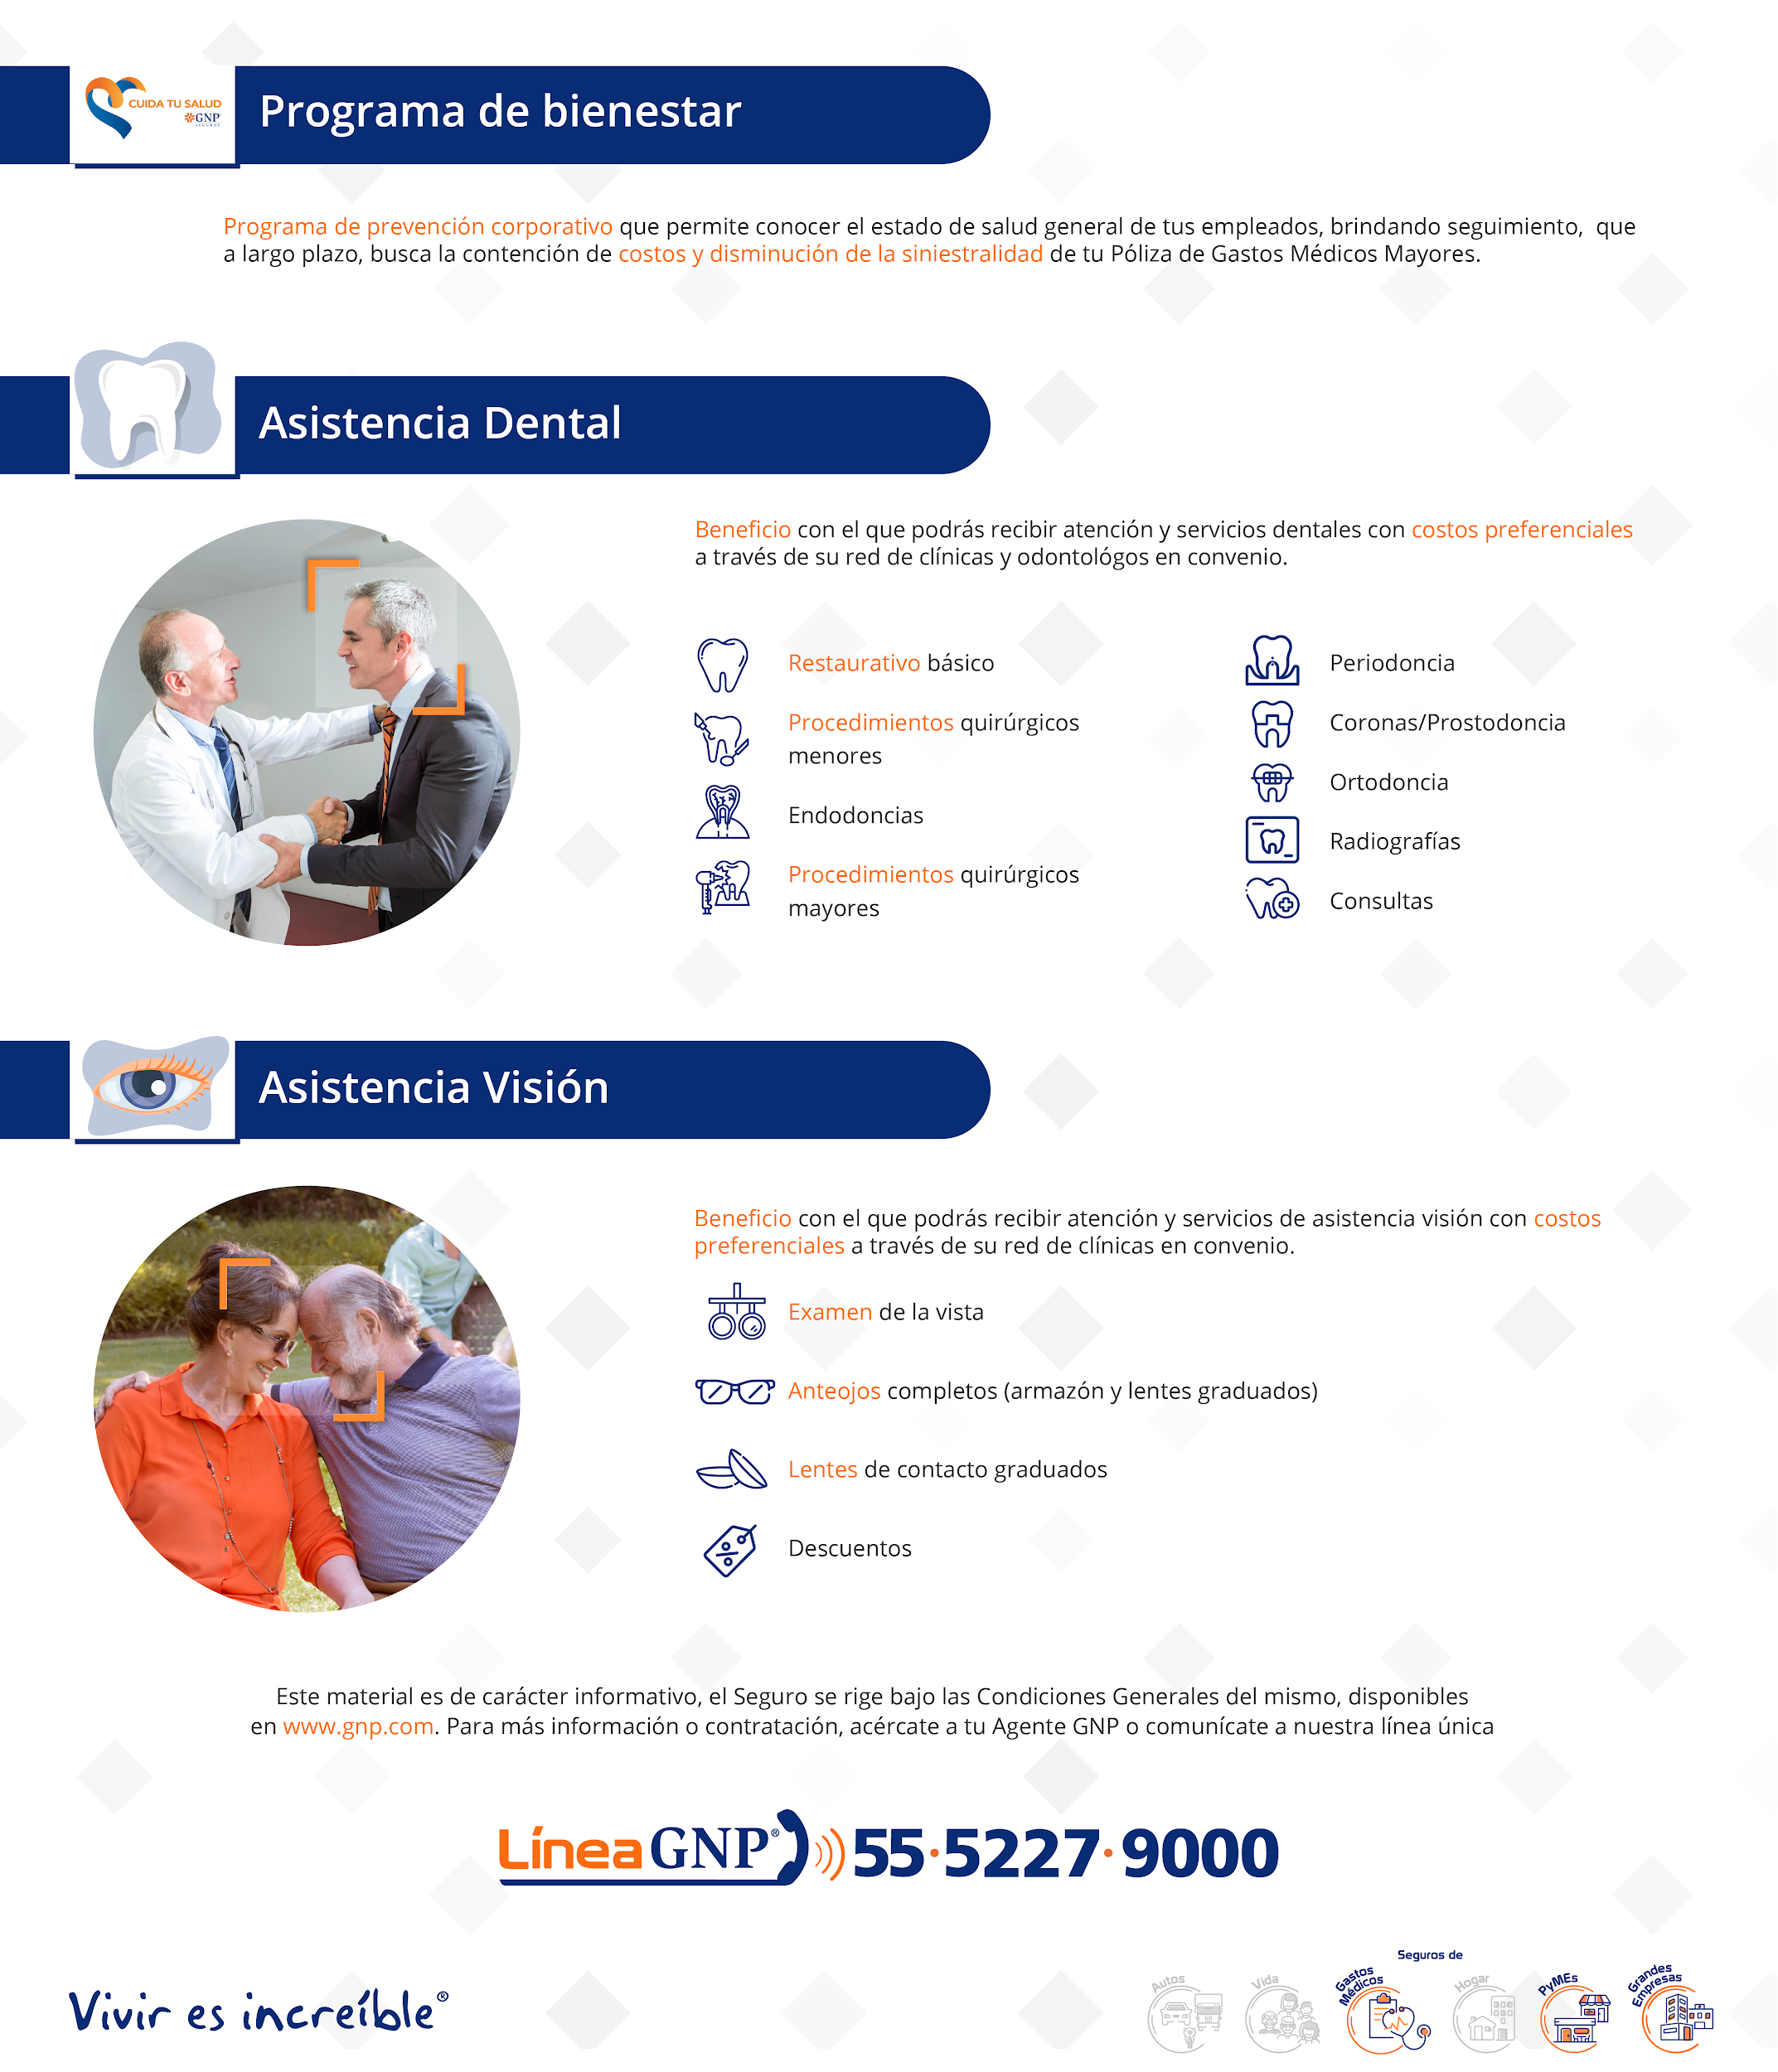 CUIDA TU SALUD
GNP
SEGUROS
Programa de bienestar
Programa de prevención corporativo que permite conocer el estado de salud general de tus empleados, brindando seguimiento, que
a largo plazo, busca la contención de costos y disminución de la siniestralidad de tu Póliza de Gastos Médicos Mayores.
Asistencia Dental
Beneficio con el que podrás recibir atención y servicios dentales con costos preferenciales
a través de su red de clínicas y odontológos en convenio.
Restaurativo básico
Procedimientos quirúrgicos
menores
Endodoncias
Procedimientos quirúrgicos
mayores
Periodoncia
Coronas/Prostodoncia
Ortodoncia
Radiografías
Consultas
Asistencia Visión
Beneficio con el que podrás recibir atención y servicios de asistencia visión con costos
preferenciales a través de su red de clínicas en convenio.
Examen de la vista
Anteojos completos (armazón y lentes graduados)
Lentes de contacto graduados
Descuentos
Este material es de carácter informativo, el Seguro se rige bajo las Condiciones Generales del mismo, disponibles
en www.gnp.com. Para más información o contratación, acércate a tu Agente GNP o comunícate a nuestra línea única
Línea GNP® 55·5227·9000
Vivir es increíble®
Seguros de
Autos
Vida
Gastos
Médicos
Hogar
PyMEs
Grandes
Empresas